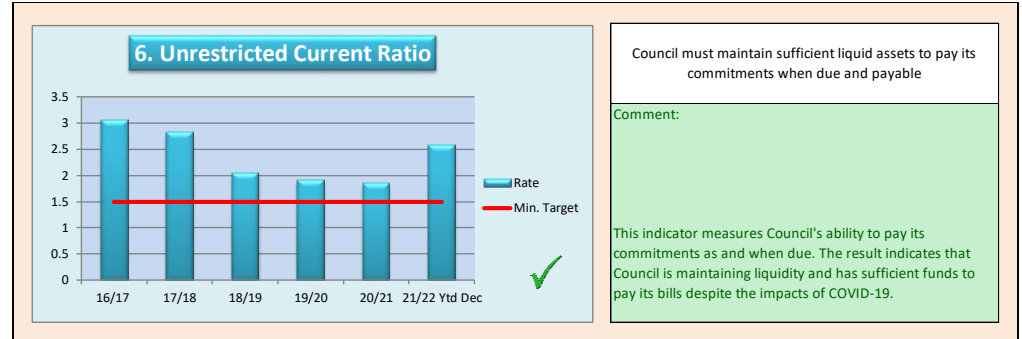 6. Unrestricted Current Ratio
3.5
3
2.5
2
1.5
1
0.5
0
16/17
17/18
18/19
19/20
20/21
21/22 Ytd Dec
Rate
Min. Target
Council must maintain sufficient liquid assets to pay its
commitments when due and payable
Comment:
This indicator measures Council's ability to pay its
commitments as and when due. The result indicates that
Council is maintaining liquidity and has sufficient funds to
pay its bills despite the impacts of COVID-19.